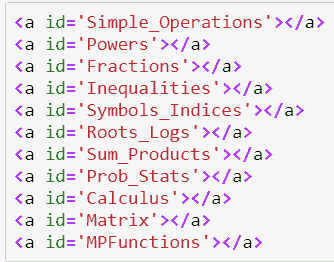 <a id='Simple_Operations'></a>
<a id='Powers'></a>
<a id='Fractions'></a>
<a id='Inequalities'></a>
<a id='Symbols_Indices'></a>
<a id='Roots_Logs'></a>
<a id='Sum_Products'></a>
<a id='Prob_Stats'></a>
<a id='Calculus'></a>
<a id='Matrix'></a>
<a id='MPFunctions'></a>